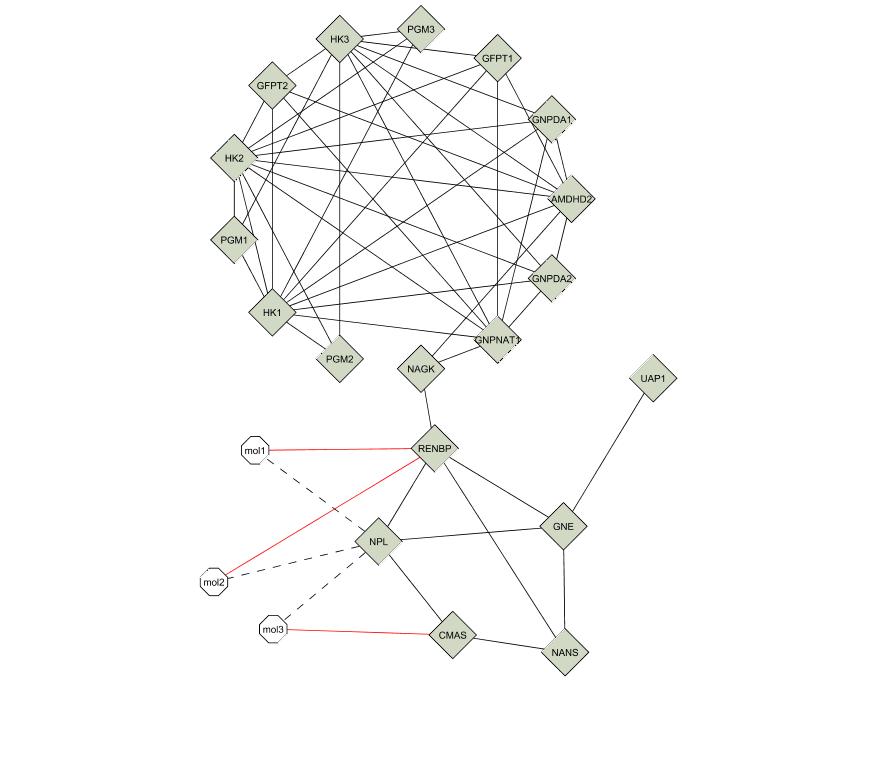 PGM3
HK3
GFPT1
GFPT2
GNPDA1
HK2
AMDHD2
PGM1
GNPDA2
HK1
GNPNAT1
PGM2
NAGK
UAP1
RENBP
mol1
GNE
NPL
mol2
mol3
CMAS
NANS